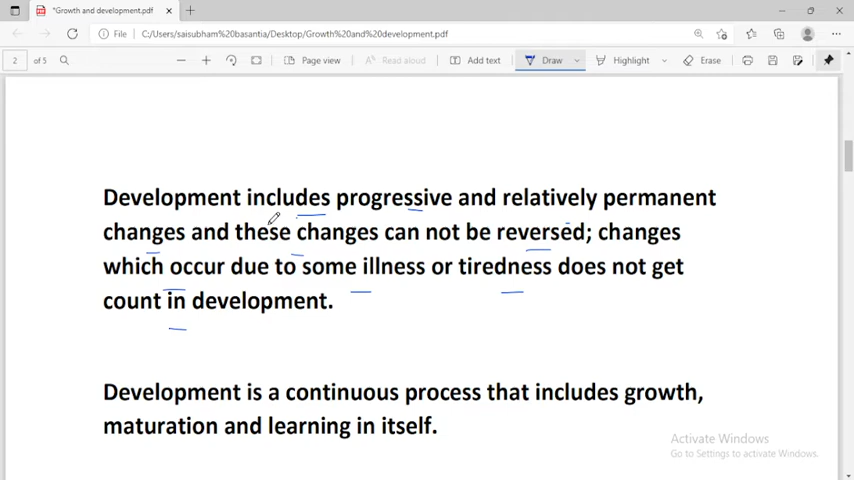 *Growth and development.pdf
File
C:/Users/saisubham%20basantia/Desktop/Growth%20and%20development.pdf
2 of 5
Page view
Read aloud
Add text
Draw
Highlight
Erase
Development includes progressive and relatively permanent
changes and these changes can not be reversed; changes
which occur due to some illness or tiredness does not get
count in development.
Development is a continuous process that includes growth,
maturation and learning in itself.
Activate Windows
Go to Settings to activate Windows.